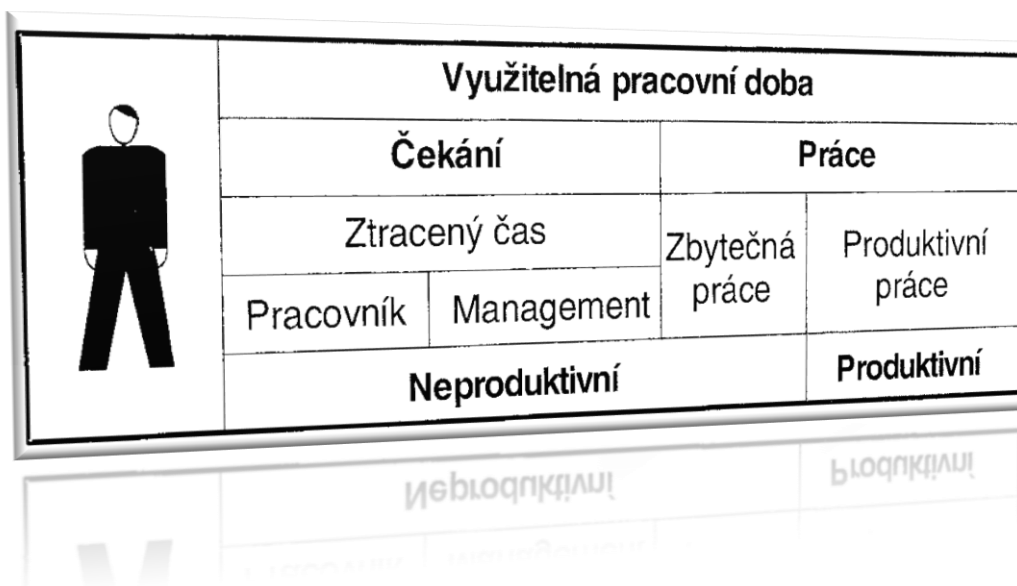 Využitelná pracovní doba
Čekání
Práce
Ztracený čas
Zbytečná
práce
Produktivní
práce
Pracovník
Management
Neproduktivní
Produktivní